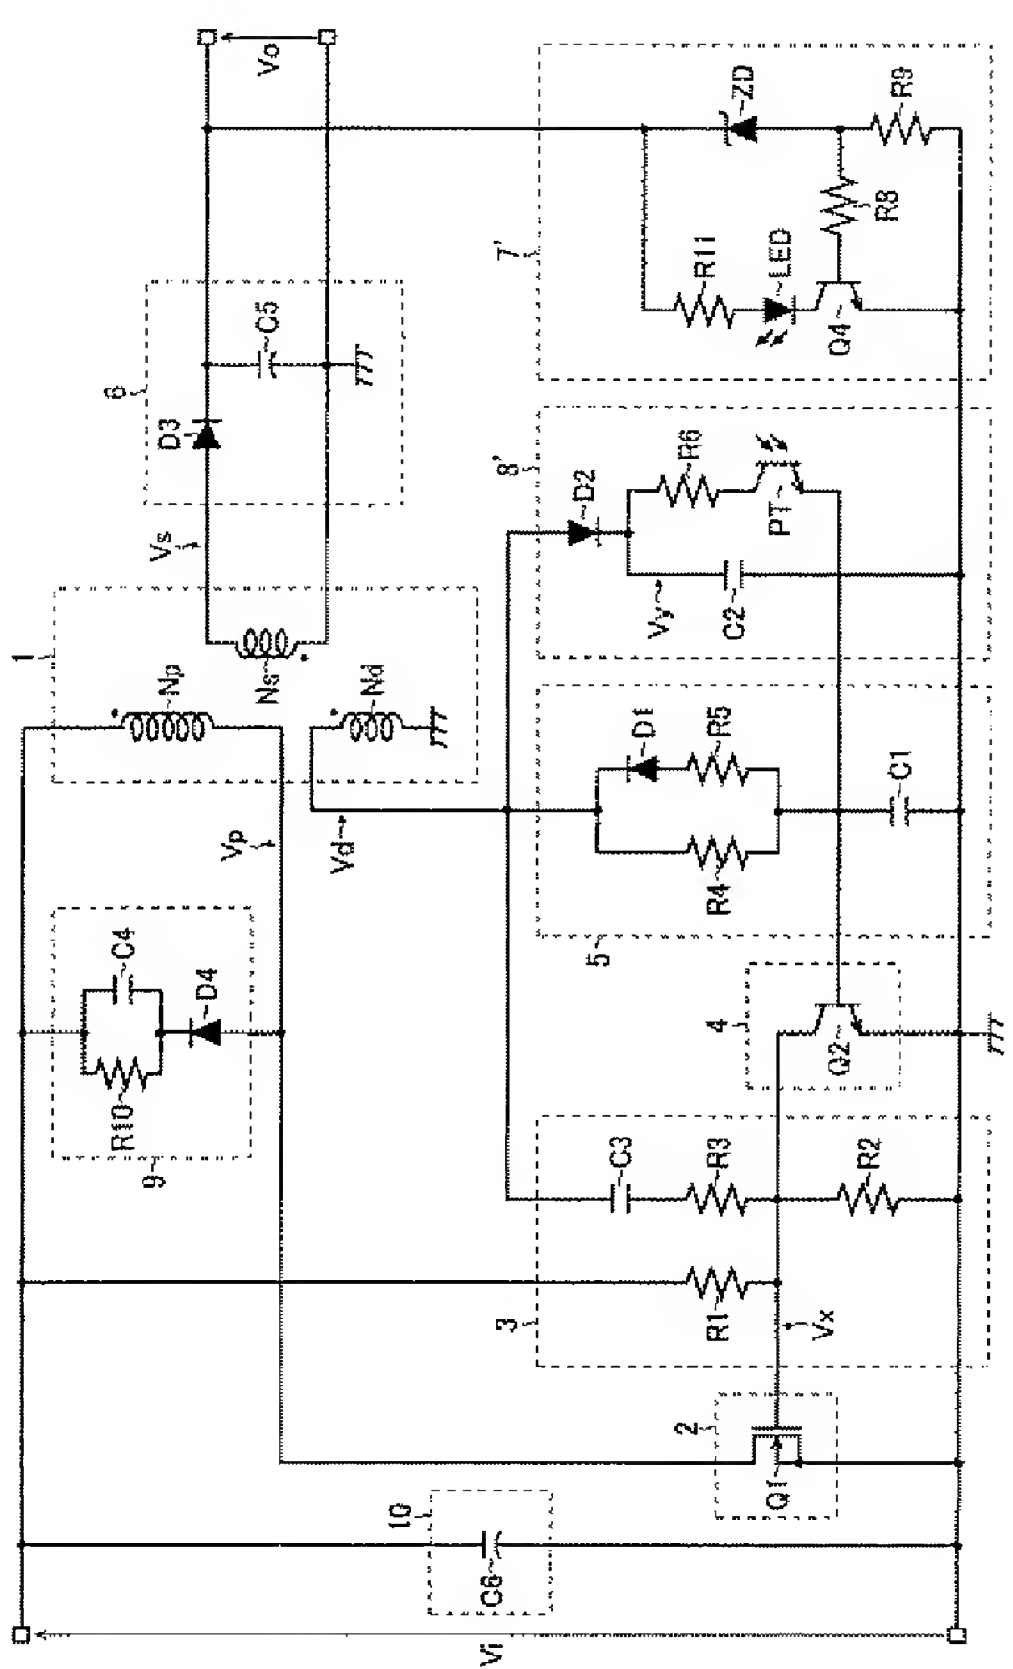 Vi
10
C6
2
Q1
3
R1
Vx
C3
R3
R2
9
R10
C4
D4
4
Q2
Vp
Vd
5
R4
D1
R5
C1
1
Np
Ns
Nd
Vs
8'
D2
Vy
C2
R6
PT
6
D3
C5
7'
R11
LED
Q4
ZD
R8
R9
Vo